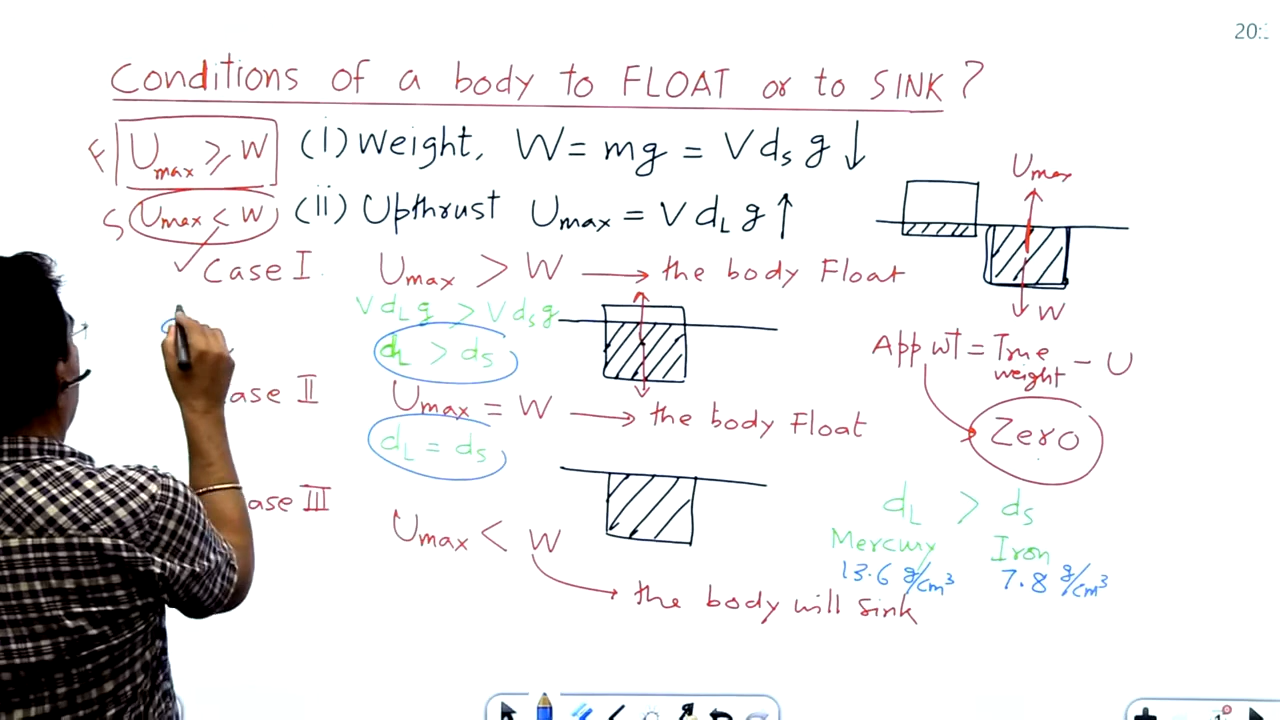 20:
Conditions of a body to FLOAT or to SINK ?
F Umax ⩾ W (i) Weight, W = mg = V ds g ↓
S Umax < W (ii) Upthrust Umax = V dL g ↑
Umax
✓ Case I. Umax > W → the body Float
V dL g > V ds g
W
dL > ds
App wt = True weight - U
ase II Umax = W → the body Float
Zero
dL = ds
ase III
Umax < W
dL > ds
Mercury Iron
13.6 g/cm³ 7.8 g/cm³
the body will sink